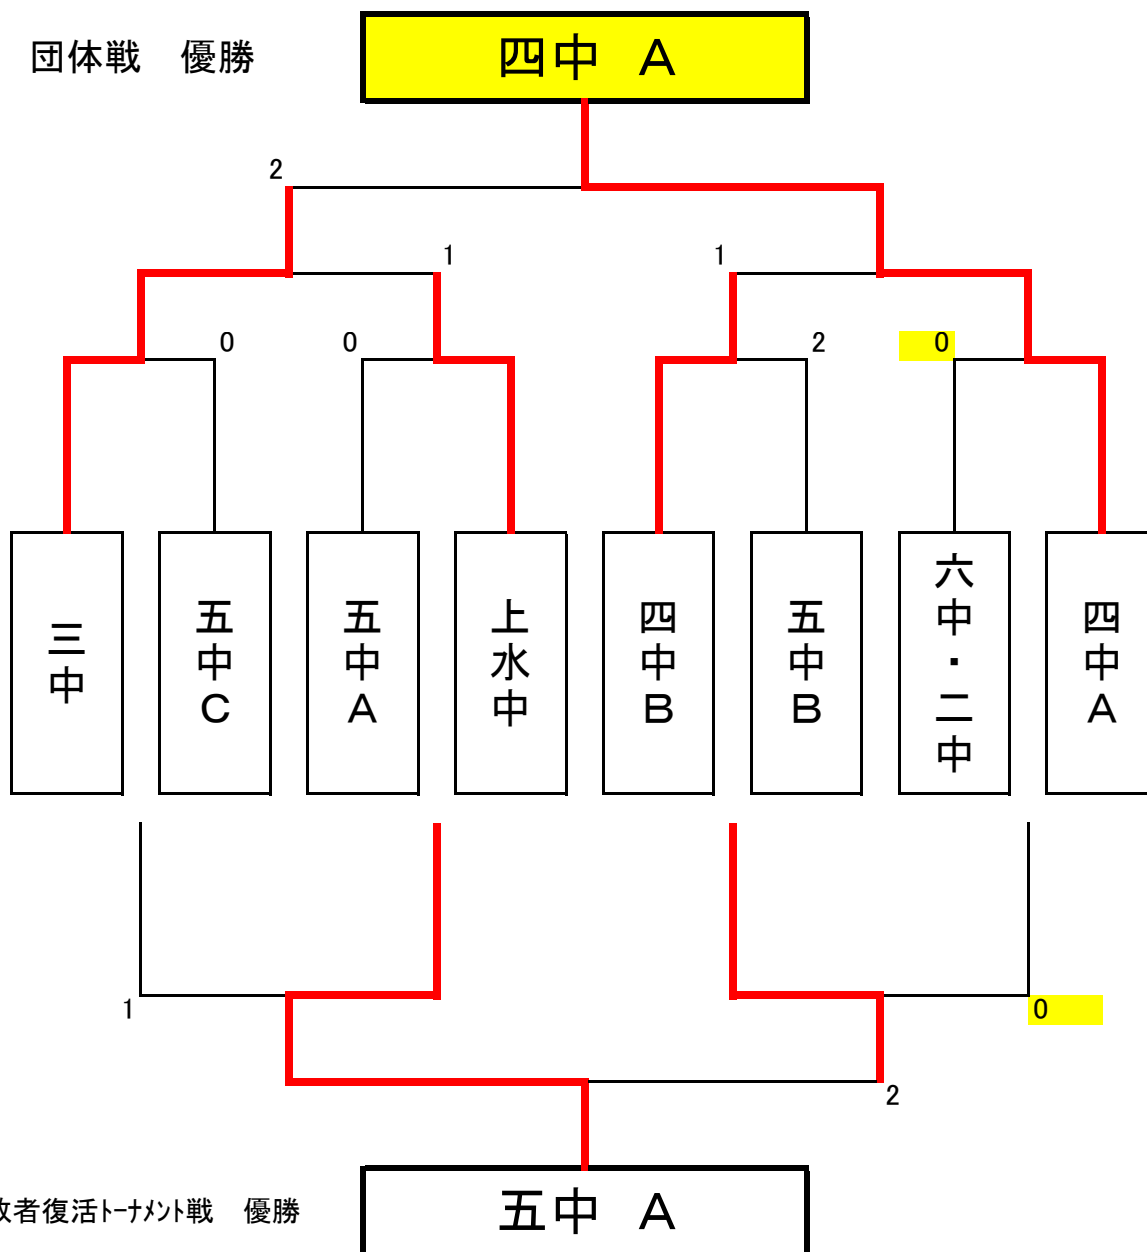 団体戦　優勝
四中　Ａ
2
1
1
0
0
2
0
三中
五中Ｃ
五中Ａ
上水中
四中Ｂ
五中Ｂ
六中・二中
四中Ａ
1
0
2
者復活ﾄｰﾅﾒﾝﾄ戦　優勝
五中　Ａ